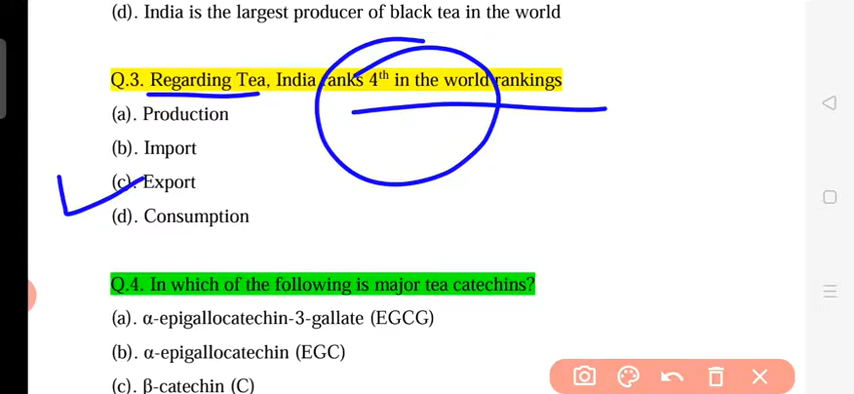 (d). India is the largest producer of black tea in the world
Q.3. Regarding Tea, India ranks 4th in the world rankings
(a). Production
(b). Import
(c). Export
(d). Consumption
Q.4. In which of the following is major tea catechins?
(a). α-epigallocatechin-3-gallate (EGCG)
(b). α-epigallocatechin (EGC)
(c). β-catechin (C)